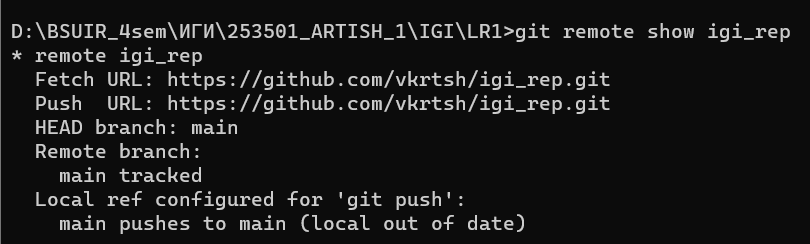 D:\BSUIR_4sem\ИГИ\253501_ARTISH_1\IGI\LR1>git remote show igi_rep
* remote igi_rep
  Fetch URL: https://github.com/vkrtsh/igi_rep.git
  Push  URL: https://github.com/vkrtsh/igi_rep.git
  HEAD branch: main
  Remote branch:
    main tracked
  Local ref configured for 'git push':
    main pushes to main (local out of date)